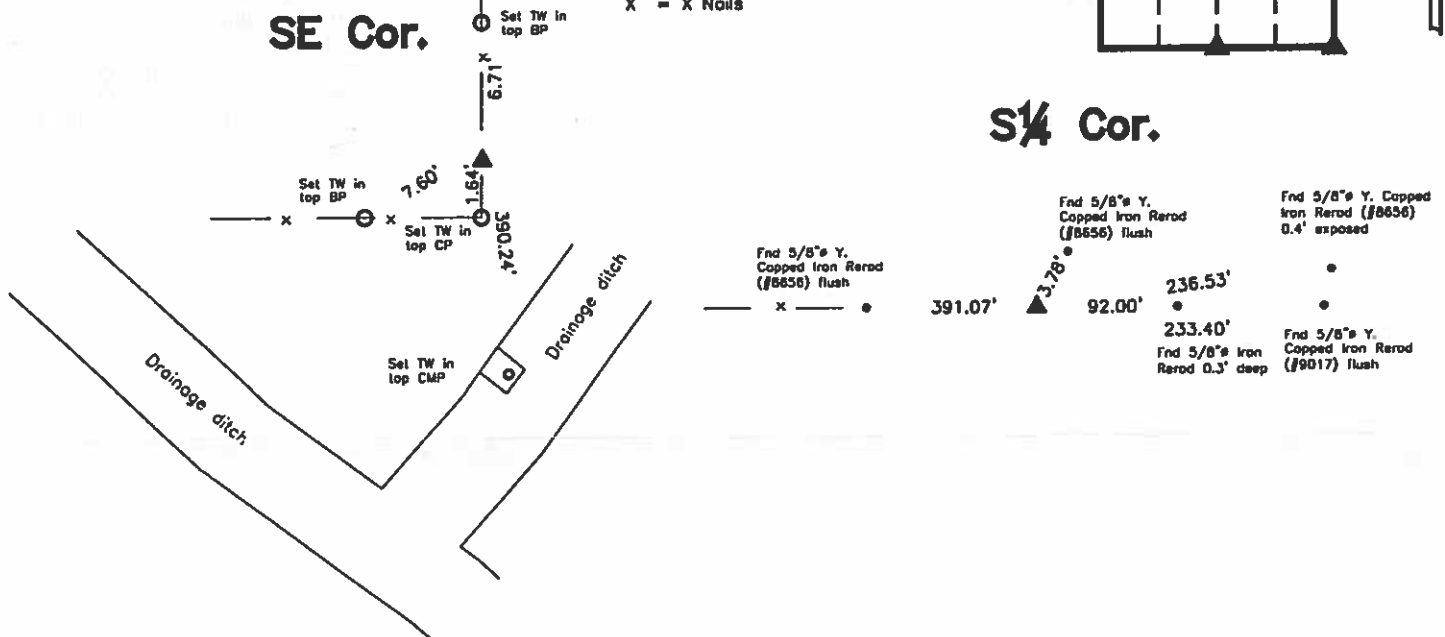 x = X Nails
SE Cor.
Set TW in
top BP
6.71
1.64'
7.60'
Set TW in
top BP
Set TW in
top CP
390.24'
Drainage ditch
Set TW in
top CMP
Drainage ditch
S¼ Cor.
Fnd 5/8"ø Y.
Capped Iron Rerod
(#8656) flush
391.07'
Fnd 5/8"ø Y.
Capped Iron Rerod
(#8656) flush
3.78'
92.00'
236.53'
233.40'
Fnd 5/8"ø Iron
Rerod 0.3' deep
Fnd 5/8"ø Y. Capped
Iron Rerod (#8656)
0.4' exposed
Fnd 5/8"ø Y.
Capped Iron Rerod
(#9017) flush